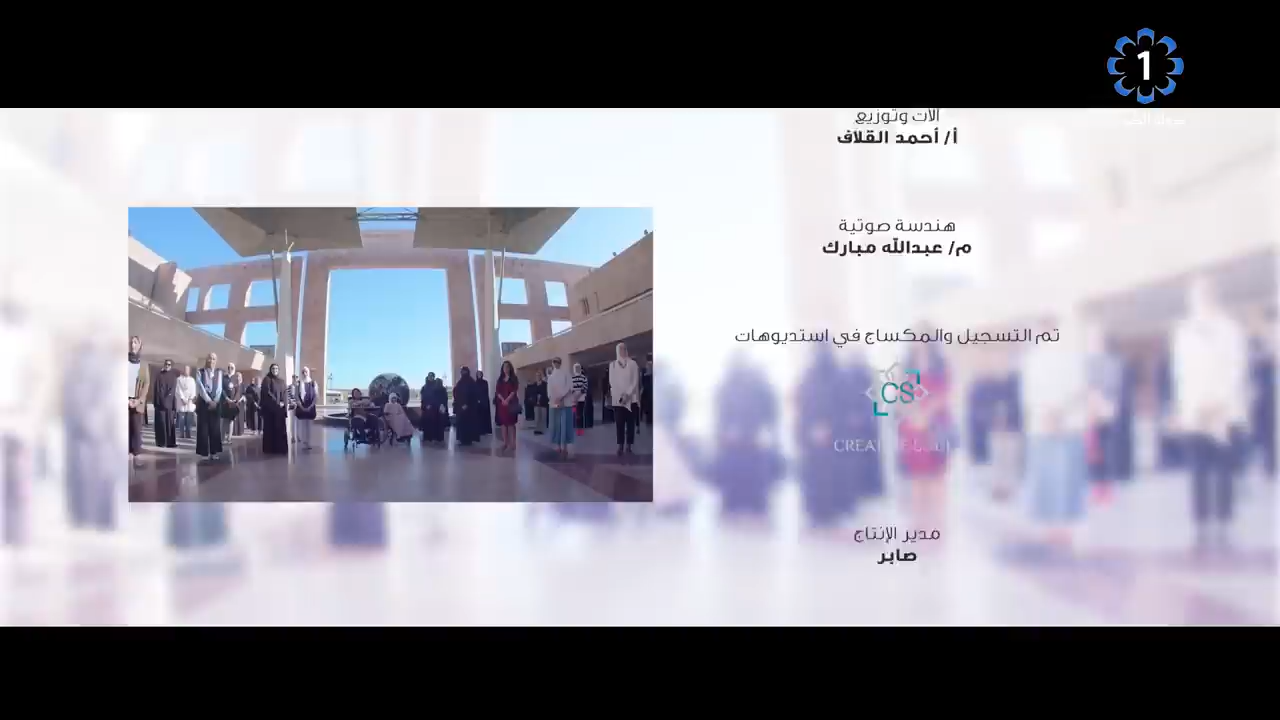 1
آلات وتوزيع
أ/ أحمد القلاف
هندسة صوتية
م/ عبدالله مبارك
تم التسجيل والمكساج في استديوهات
CS
مدير الإنتاج
صابر